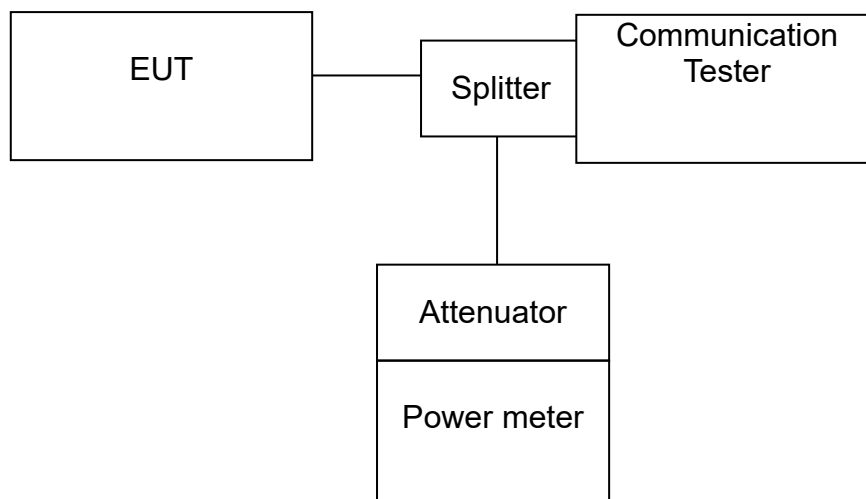 EUT
Splitter
Communication
Tester
Attenuator
Power meter